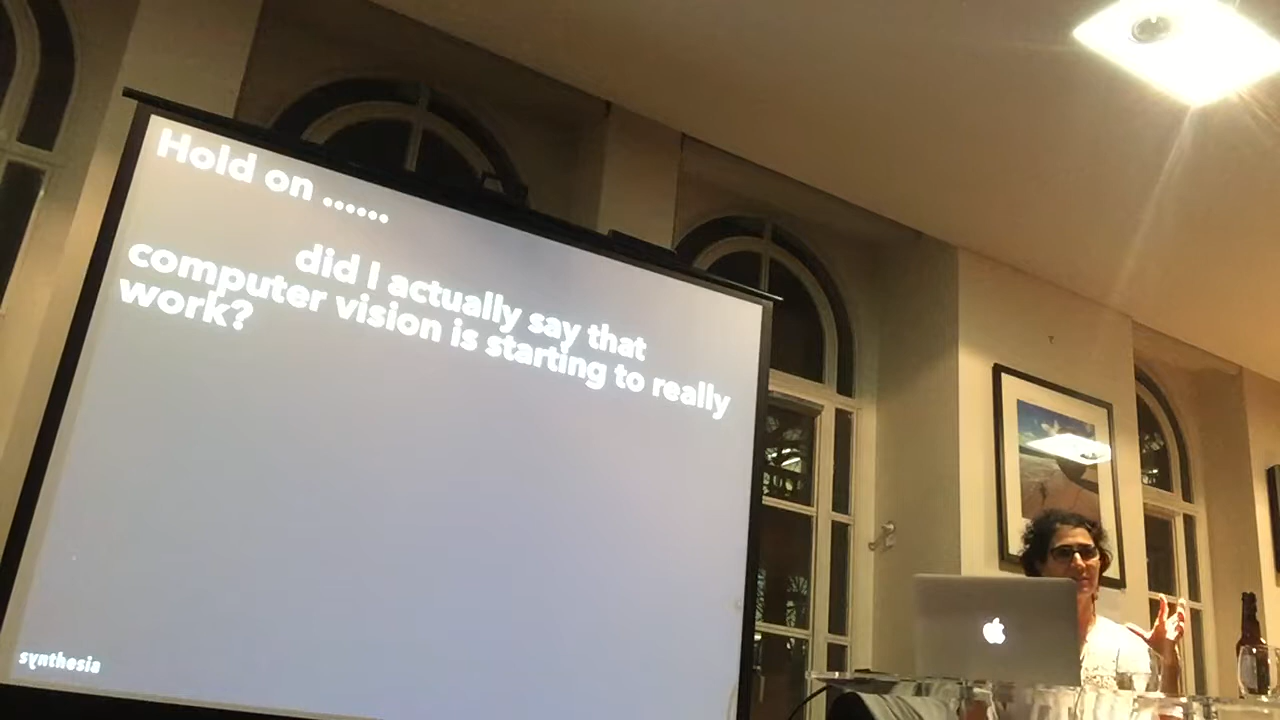 Hold on ......
did I actually say that
computer vision is starting to really
work?
synthesia